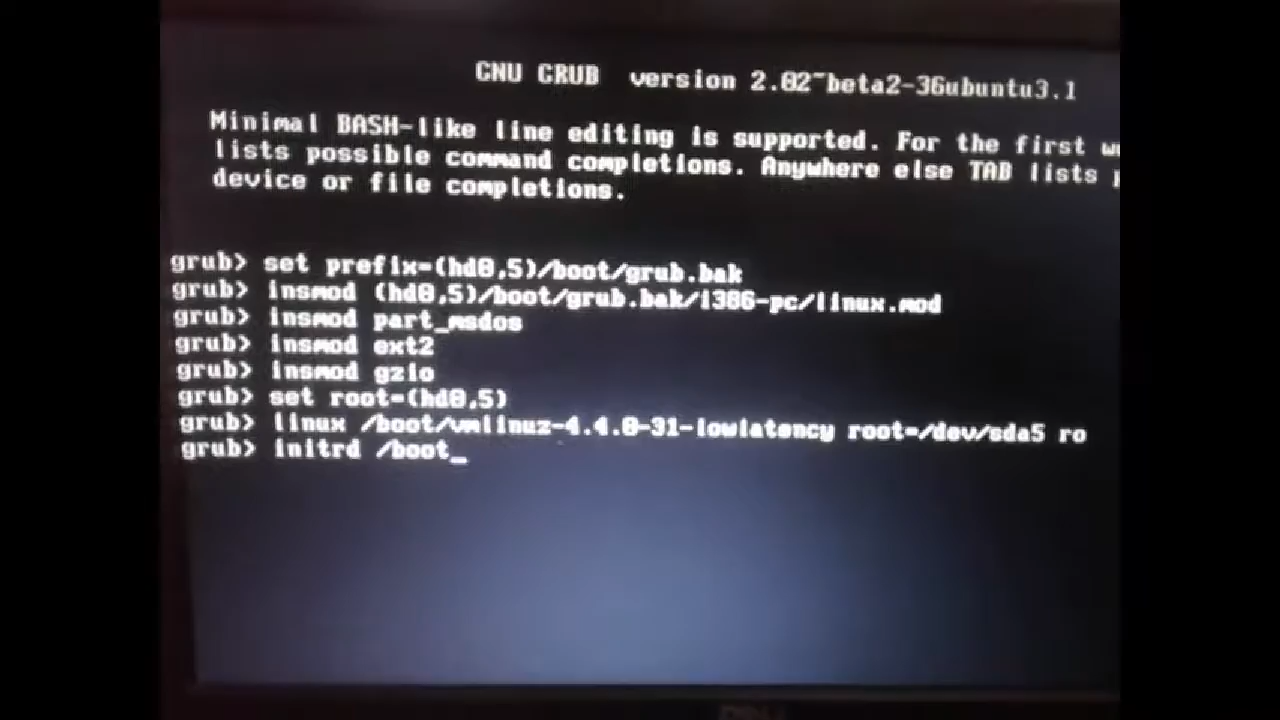 GNU GRUB version 2.02~beta2-36ubuntu3.1
Minimal BASH-like line editing is supported. For the first
lists possible command completions. Anywhere else TAB lists
device or file completions.
grub> set prefix=(hd0,5)/boot/grub.bak
grub> insmod (hd0,5)/boot/grub.bak/i386-pc/linux.mod
grub> insmod part_msdos
grub> insmod ext2
grub> insmod gzio
grub> set root=(hd0,5)
grub> linux /boot/vmlinuz-4.4.0-31-lowlatency root=/dev/sda5 ro
grub> initrd /boot_